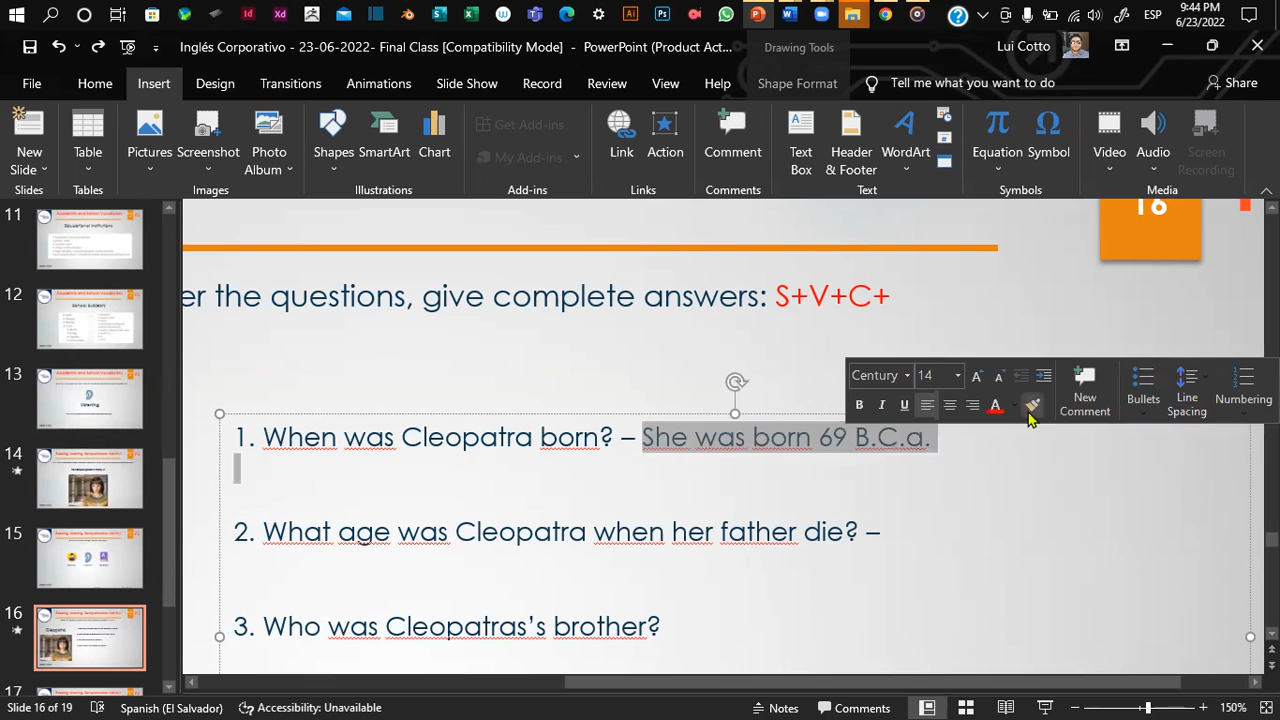 9:44 PM
ESP
6/23/2022
Inglés Corporativo - 23-06-2022- Final Class [Compatibility Mode] - PowerPoint (Product Act...
Drawing Tools
Lui Cotto
File Home Insert Design Transitions Animations Slide Show Record Review View Help Shape Format Tell me what you want to do Share
New Slide
Table
Pictures
Screenshot
Photo Album
Shapes
SmartArt
Chart
Get Add-ins
My Add-ins
Link
Action
Comment
Text Box
Header & Footer
WordArt
Equation
Symbol
Video
Audio
Screen Recording
Slides Tables Images Illustrations Add-ins Links Comments Text Symbols Media
11
12
13
14
15
16
17
16
er the questions, give complete answers: S+V+C+
Century 14
B I U A
New Comment
Bullets
Line Spacing
Numbering
1. When was Cleopatra born? – She was born 69 B.C.a.
2. What age was Cleopatra when her father die? –
3. Who was Cleopatras’s brother?
Slide 16 of 19 Spanish (El Salvador) Accessibility: Unavailable Notes Comments 150%